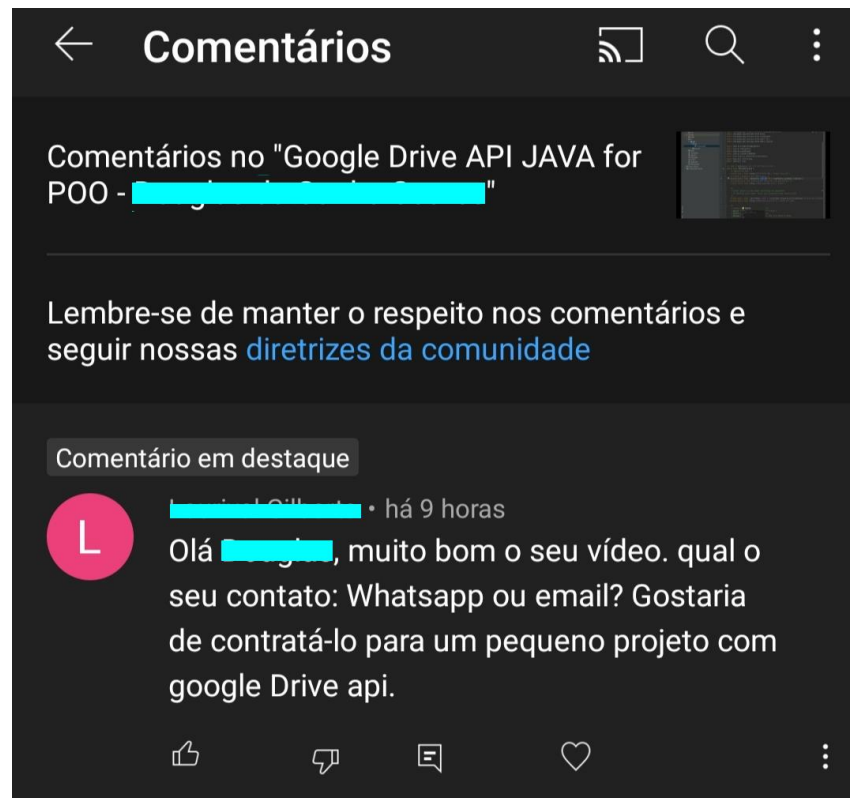 Comentários
Comentários no "Google Drive API JAVA for
POO - "
Lembre-se de manter o respeito nos comentários e
seguir nossas diretrizes da comunidade
Comentário em destaque
L
• há 9 horas
Olá , muito bom o seu vídeo. qual o
seu contato: Whatsapp ou email? Gostaria
de contratá-lo para um pequeno projeto com
google Drive api.